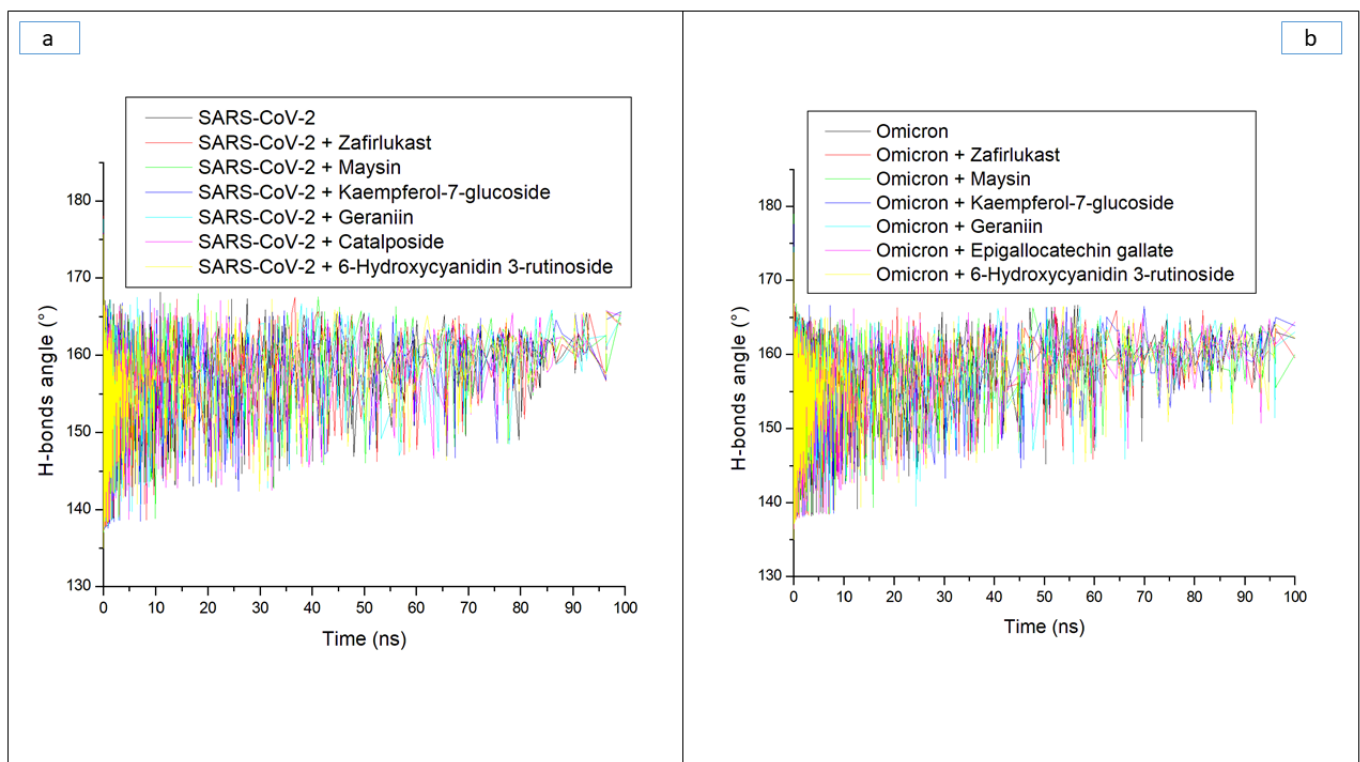 a
SARS-CoV-2
SARS-CoV-2 + Zafirlukast
SARS-CoV-2 + Maysin
SARS-CoV-2 + Kaempferol-7-glucoside
SARS-CoV-2 + Geraniin
SARS-CoV-2 + Catalposide
SARS-CoV-2 + 6-Hydroxycyanidin 3-rutinoside
H-bonds angle (°)
180
170
160
150
140
130
0 10 20 30 40 50 60 70 80 90 100
Time (ns)
b
Omicron
Omicron + Zafirlukast
Omicron + Maysin
Omicron + Kaempferol-7-glucoside
Omicron + Geraniin
Omicron + Epigallocatechin gallate
Omicron + 6-Hydroxycyanidin 3-rutinoside
H-bonds angle (°)
180
170
160
150
140
130
0 10 20 30 40 50 60 70 80 90 100
Time (ns)